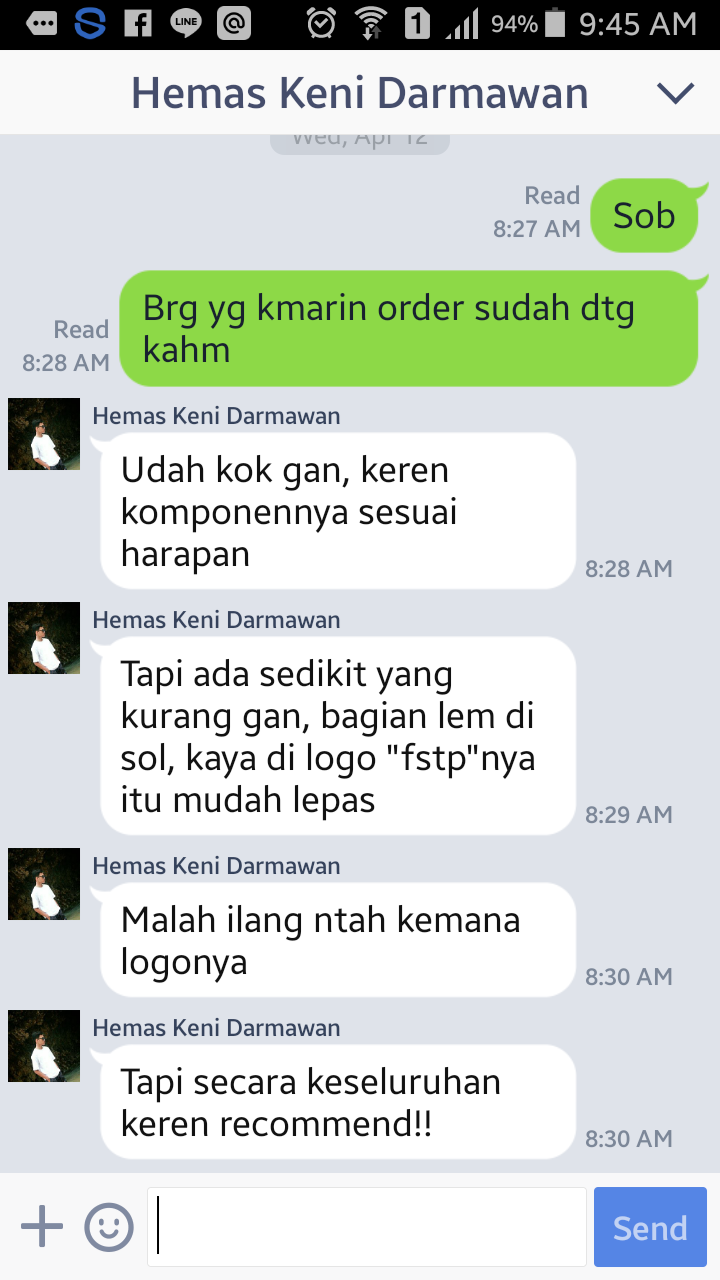 LINE
1
94%
9:45 AM
Hemas Keni Darmawan
Wed, Apr 12
Read
8:27 AM
Sob
Read
8:28 AM
Brg yg kmarin order sudah dtg
kahm
Hemas Keni Darmawan
Udah kok gan, keren
komponennya sesuai
harapan
8:28 AM
Hemas Keni Darmawan
Tapi ada sedikit yang
kurang gan, bagian lem di
sol, kaya di logo "fstp"nya
itu mudah lepas
8:29 AM
Hemas Keni Darmawan
Malah ilang ntah kemana
logonya
8:30 AM
Hemas Keni Darmawan
Tapi secara keseluruhan
keren recommend!!
8:30 AM
Send